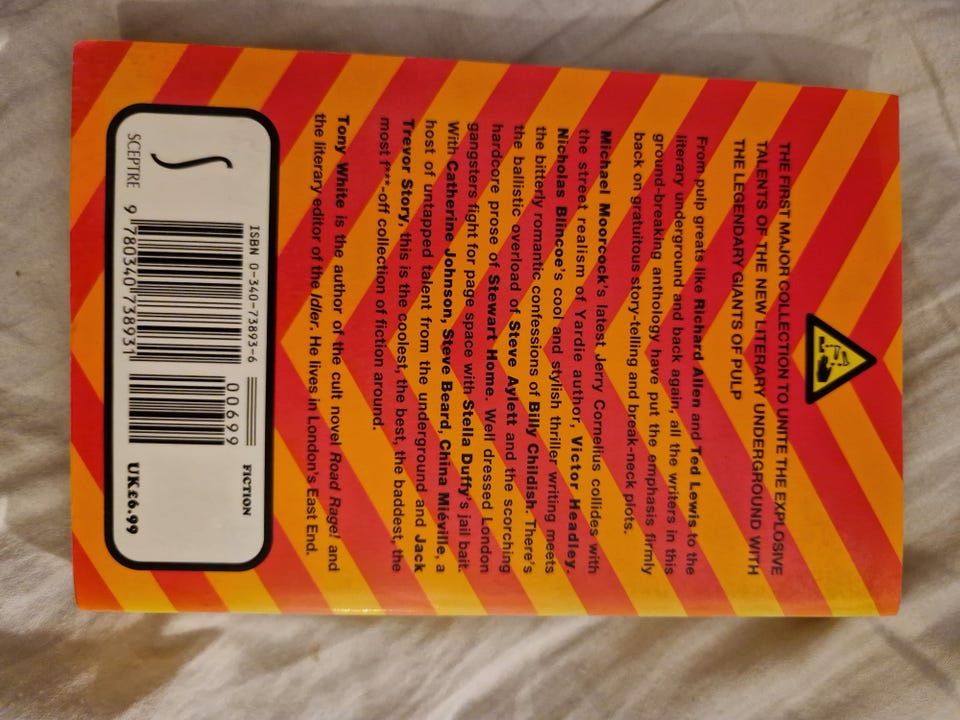 THE FIRST MAJOR COLLECTION TO UNITE THE EXPLOSIVE
TALENTS OF THE NEW LITERARY UNDERGROUND WITH
THE LEGENDARY GIANTS OF PULP
From pulp greats like Richard Allen and Ted Lewis to the
literary underground and back again, all the writers in this
ground-breaking anthology have put the emphasis firmly
back on gratuitous story-telling and break-neck plots.
Michael Moorcock's latest Jerry Cornelius collides with
the street realism of Yardie author, Victor Headley.
Nicholas Blincoe's cool and stylish thriller writing meets
the bitterly romantic confessions of Billy Childish. There's
the ballistic overload of Steve Aylett and the scorching
hardcore prose of Stewart Home. Well dressed London
gangsters fight for page space with Stella Duffy's jail bait.
With Catherine Johnson, Steve Beard, China Miéville, a
host of untapped talent from the underground and Jack
Trevor Story, this is the coolest, the best, the baddest, the
most f***-off collection of fiction around.
Tony White is the author of the cult novel Road Rage! and
the literary editor of the Idler. He lives in London's East End.
SCEPTRE
ISBN 0-340-73893-6
9 780340 738931
00699
FICTION
UK£6.99